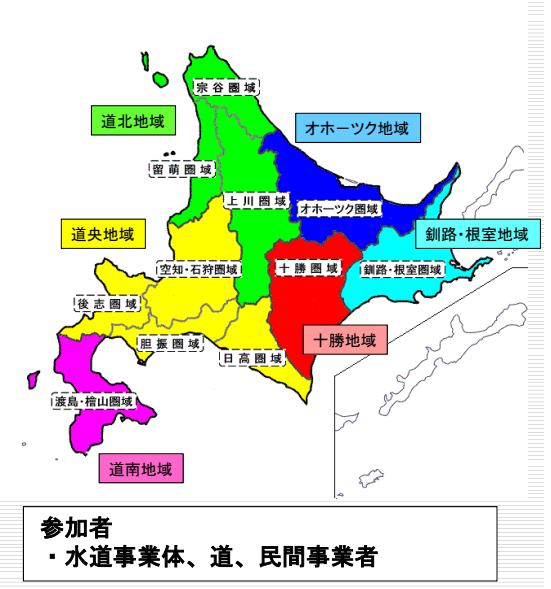 宗谷圏域
道北地域
オホーツク地域
留萌圏域
上川圏域
オホーツク圏域
道央地域
釧路・根室地域
空知・石狩圏域
十勝圏域
釧路・根室圏域
後志圏域
胆振圏域
十勝地域
日高圏域
渡島・檜山圏域
道南地域
参加者
・水道事業体、道、民間事業者